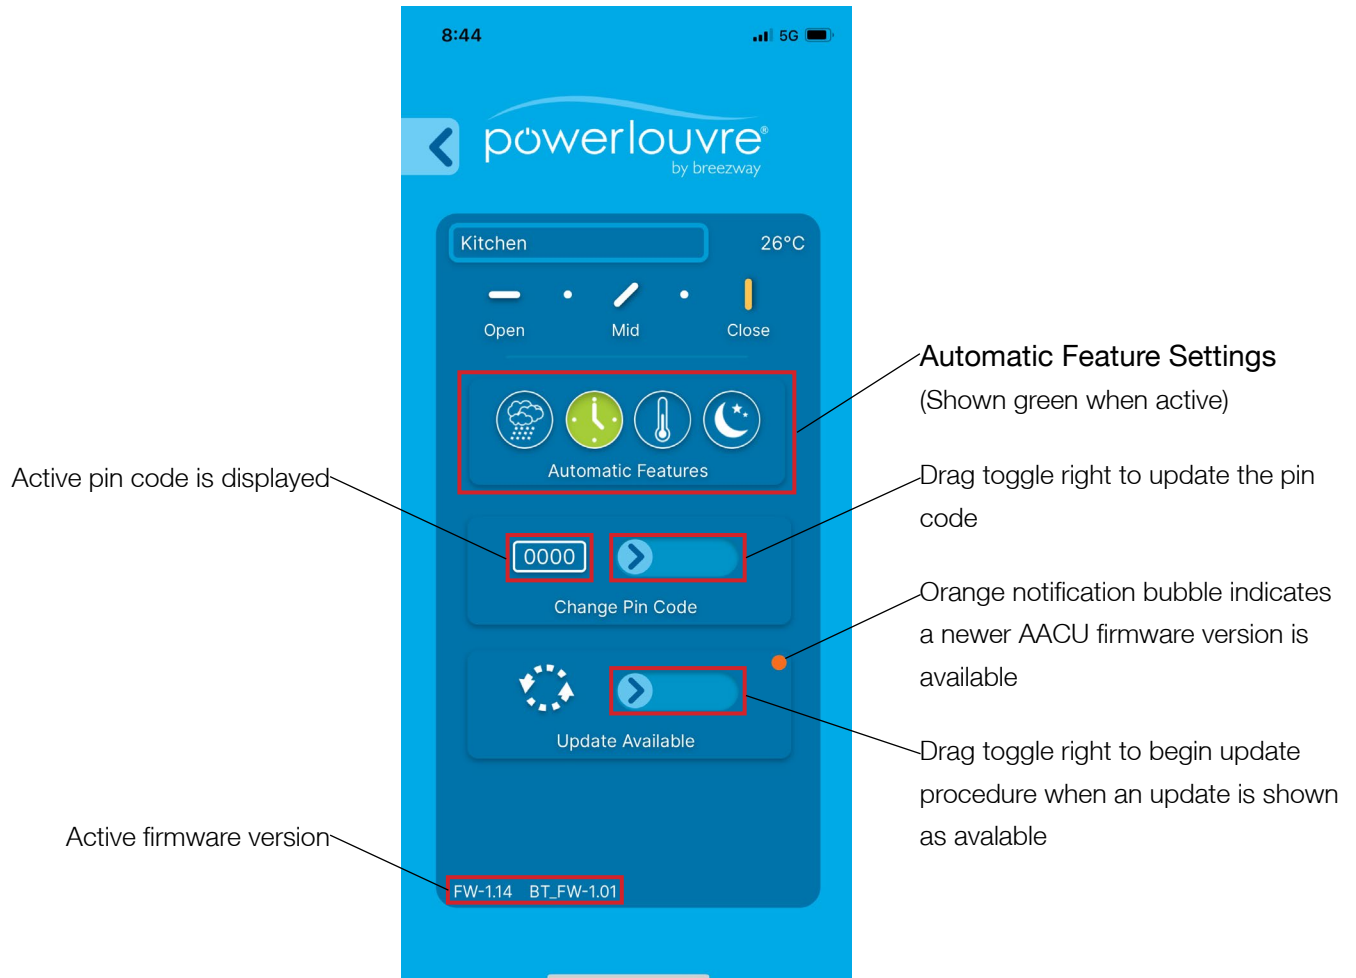 8:44
5G
powerlouvre®
by breezway
Kitchen
26°C
Open
Mid
Close
Automatic Features
0000
Change Pin Code
Update Available
FW-1.14 BT_FW-1.01
Active pin code is displayed
Active firmware version
Automatic Feature Settings
(Shown green when active)
Drag toggle right to update the pin
code
Orange notification bubble indicates
a newer AACU firmware version is
available
Drag toggle right to begin update
procedure when an update is shown
as avalable